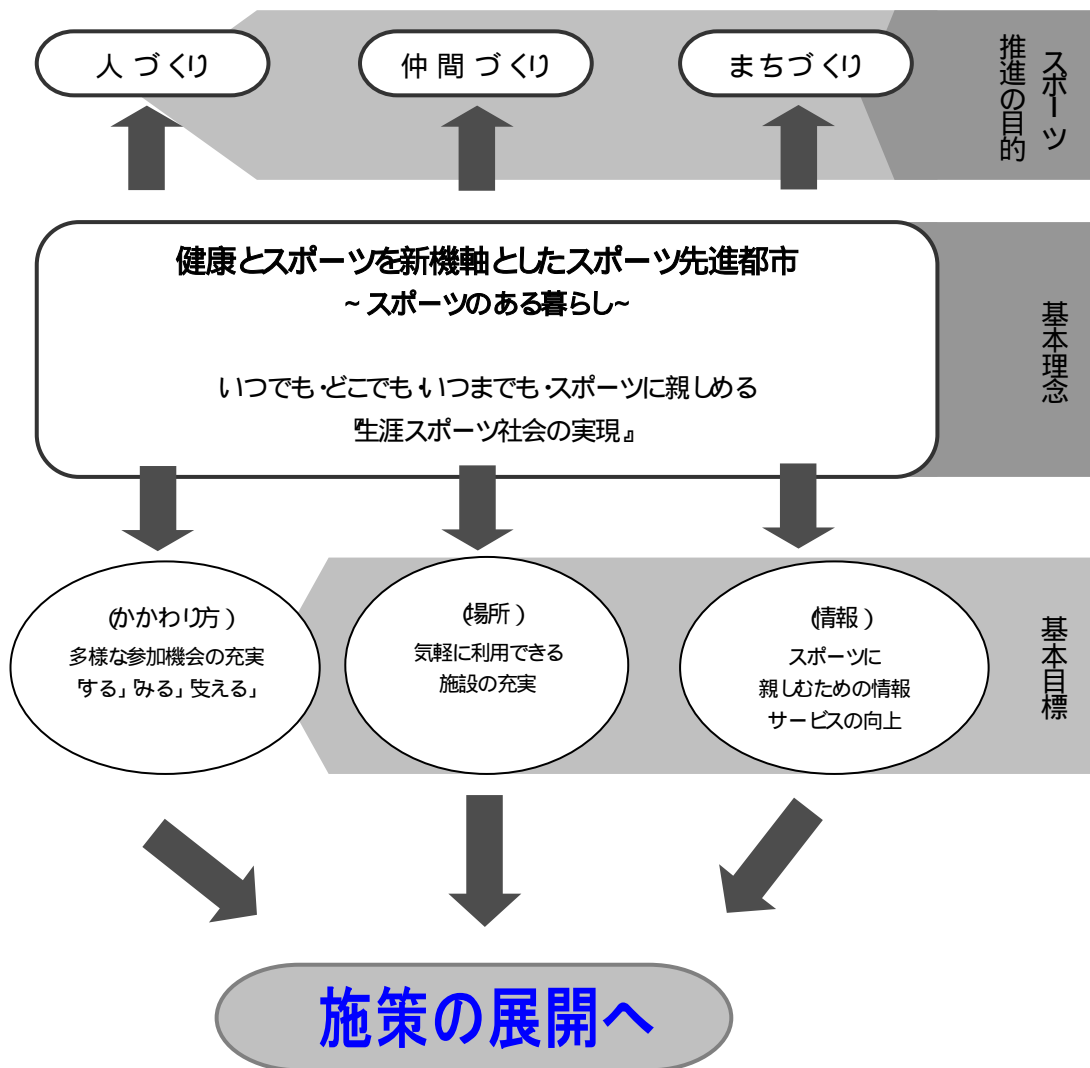 人づくり
仲間づくり
まちづくり
スポーツ
推進の目的
健康とスポーツを新機軸としたスポーツ先進都市
~スポーツのある暮らし~
いつでも・どこでも・いつまでも・スポーツに親しめる
『生涯スポーツ社会の実現』
基本理念
(かかわり方)
多様な参加機会の充実
「する」「みる」「支える」
(場所)
気軽に利用できる
施設の充実
(情報)
スポーツに
親しむための情報
サービスの向上
基本目標
施策の展開へ